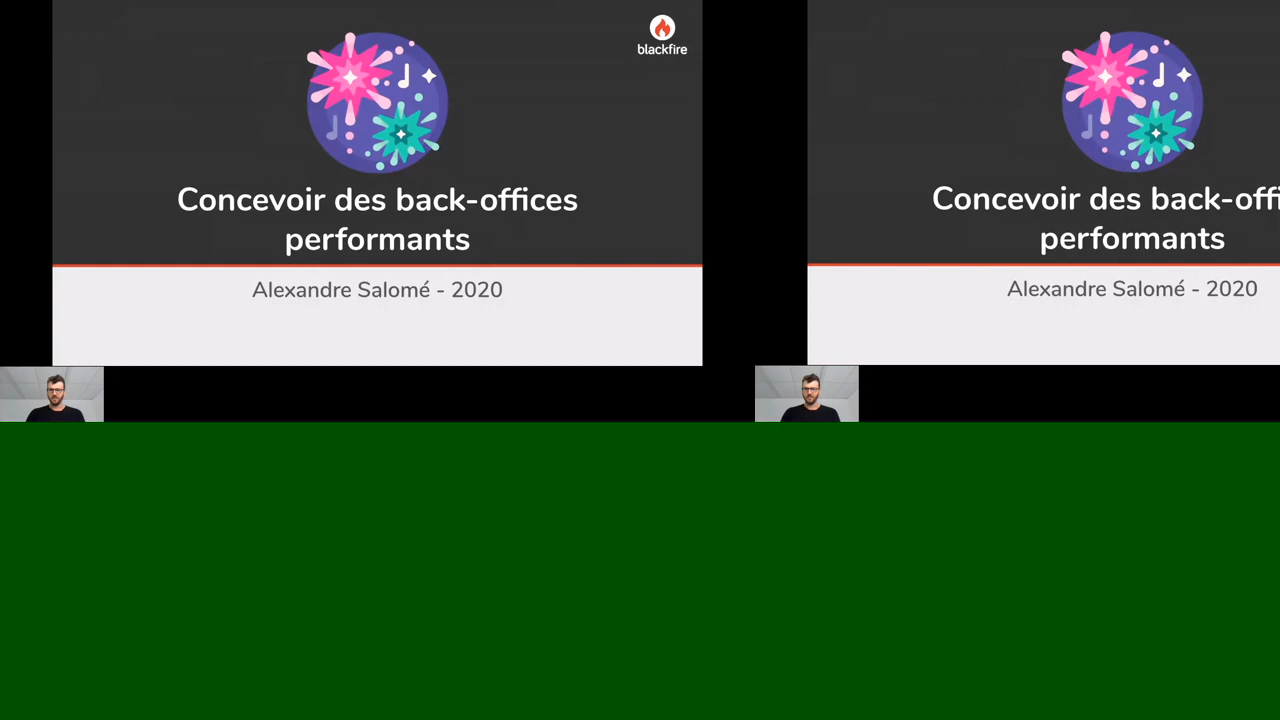 blackfire
Concevoir des back-offices
performants
Alexandre Salomé - 2020
Concevoir des back-offi
performants
Alexandre Salomé - 2020